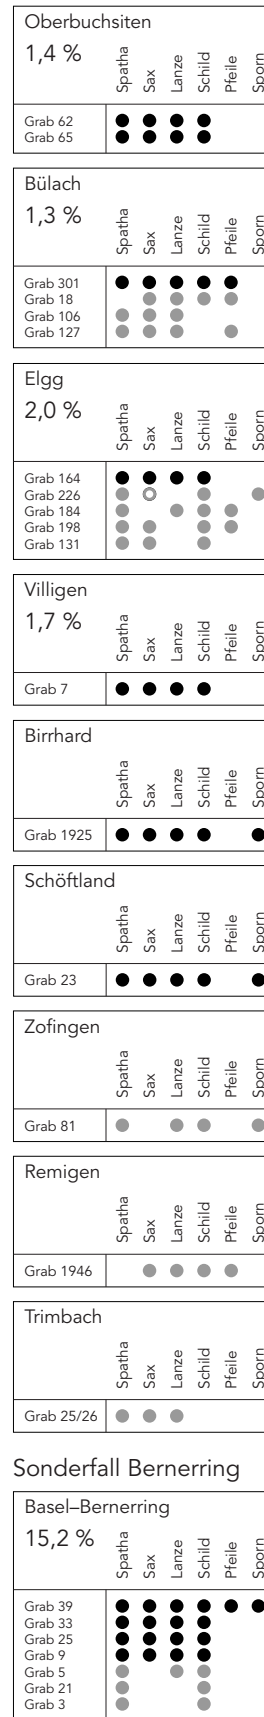 Oberbuchsiten
1,4 %
Spatha Sax Lanze Schild Pfeile Sporn
Grab 62
Grab 65
Bülach
1,3 %
Spatha Sax Lanze Schild Pfeile Sporn
Grab 301
Grab 18
Grab 106
Grab 127
Elgg
2,0 %
Spatha Sax Lanze Schild Pfeile Sporn
Grab 164
Grab 226
Grab 184
Grab 198
Grab 131
Villigen
1,7 %
Spatha Sax Lanze Schild Pfeile Sporn
Grab 7
Birrhard
Spatha Sax Lanze Schild Pfeile Sporn
Grab 1925
Schöftland
Spatha Sax Lanze Schild Pfeile Sporn
Grab 23
Zofingen
Spatha Sax Lanze Schild Pfeile Sporn
Grab 81
Remigen
Spatha Sax Lanze Schild Pfeile Sporn
Grab 1946
Trimbach
Spatha Sax Lanze Schild Pfeile Sporn
Grab 25/26
Sonderfall Bernerring
Basel–Bernerring
15,2 %
Spatha Sax Lanze Schild Pfeile Sporn
Grab 39
Grab 33
Grab 25
Grab 9
Grab 5
Grab 21
Grab 3